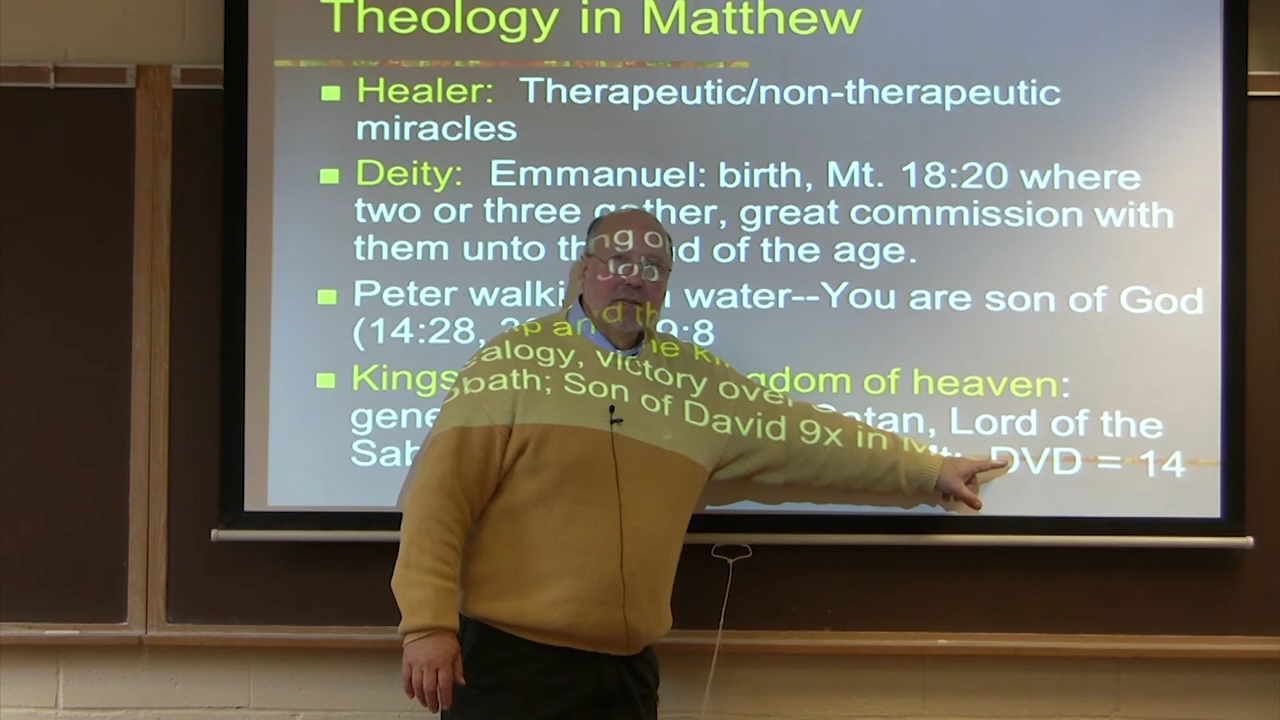 Theology in Matthew
Healer: Therapeutic/non-therapeutic
miracles
Deity: Emmanuel: birth, Mt. 18:20 where
two or three gather, great commission with
them unto the end of the age.
Peter walking on water--You are son of God
(14:28,
Kingship and the kingdom of heaven:
genealogy, victory over Satan, Lord of the
Sabbath; Son of David 9x in Mt; DVD = 14